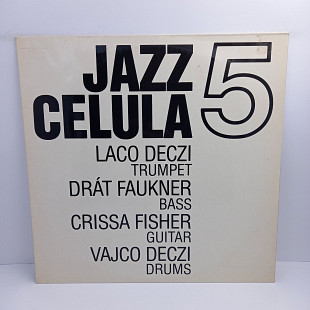 JAZZ 5
CELULA
LACO DECZI
TRUMPET
DRÁT FAUKNER
BASS
CRISSA FISHER
GUITAR
VAJCO DECZI
DRUMS